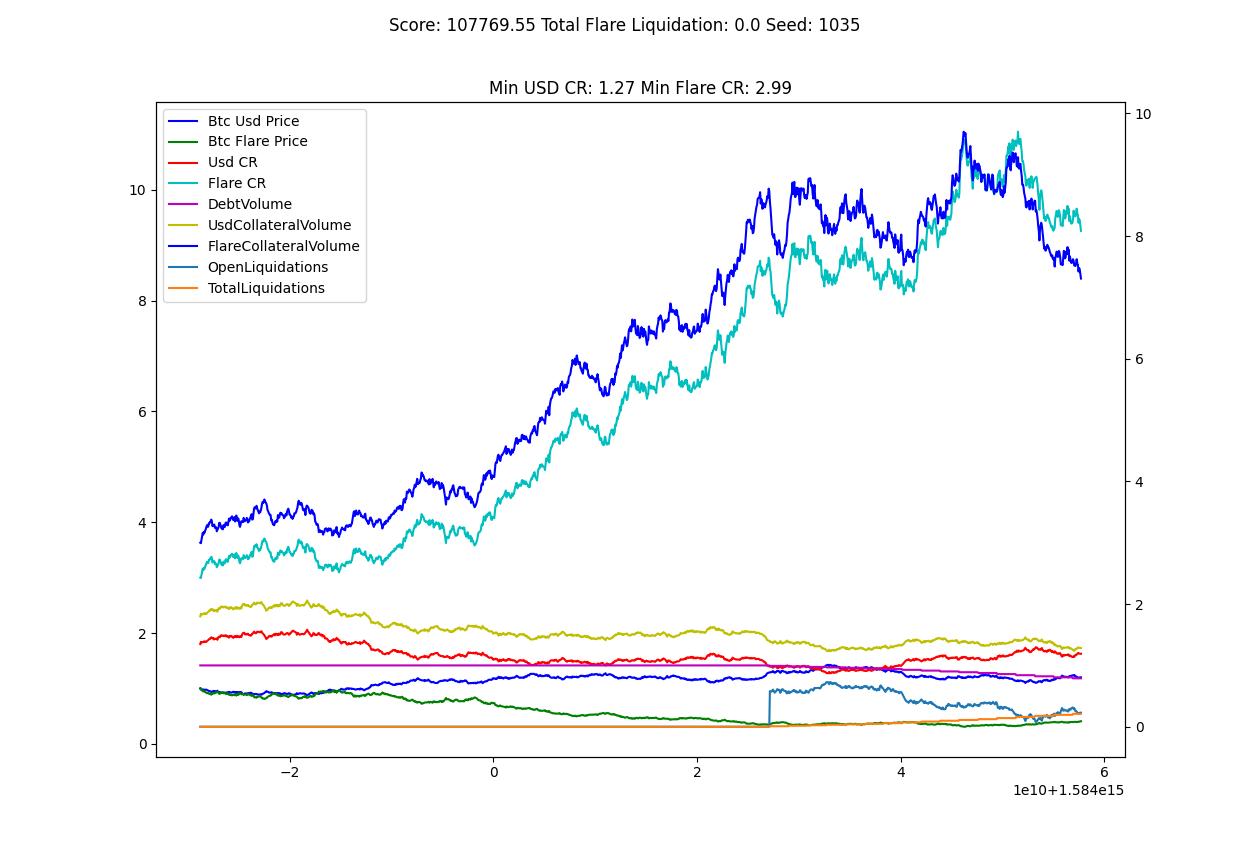 Score: 107769.55 Total Flare Liquidation: 0.0 Seed: 1035
Min USD CR: 1.27 Min Flare CR: 2.99
Btc Usd Price
Btc Flare Price
Usd CR
Flare CR
DebtVolume
UsdCollateralVolume
FlareCollateralVolume
OpenLiquidations
TotalLiquidations
10
8
6
4
2
0
10
8
6
4
2
0
−2 0 2 4 6
1e10+1.584e15